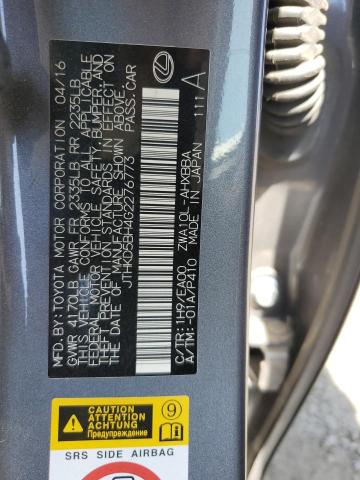 MFD.BY: TOYOTA MOTOR CORPORATION 04/16
GVWR 4170LB GAWR FR 2335LB RR 2235LB
THIS VEHICLE CONFORMS TO ALL APPLICABLE
FEDERAL MOTOR VEHICLE SAFETY, BUMPER, AND
THEFT PREVENTION STANDARDS IN EFFECT ON
THE DATE OF MANUFACTURE SHOWN ABOVE.
JTHKD5BH4G2276773 PASS.CAR
C/TR:1H9/EA00 ZWA10L-AHXBBA
A/TM:-01A/P410 MADE IN JAPAN 111 A
CAUTION
ATTENTION
ACHTUNG
Предупреждение
9
SRS SIDE AIRBAG